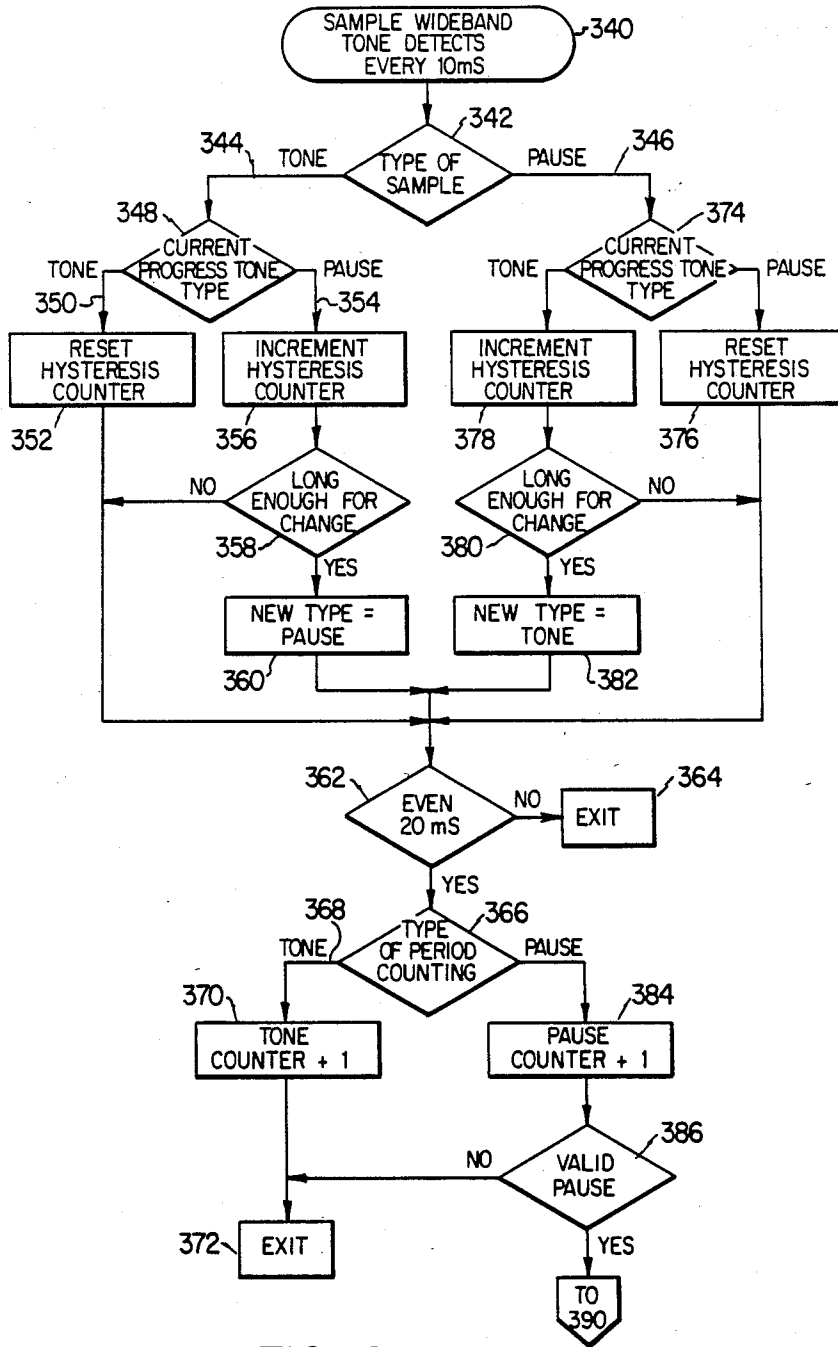 SAMPLE WIDEBAND
TONE DETECTS
EVERY 10mS
340
342
344
TONE
TYPE OF
SAMPLE
PAUSE
346
348
TONE
CURRENT
PROGRESS TONE
TYPE
PAUSE
374
TONE
CURRENT
PROGRESS TONE
TYPE
PAUSE
350
354
RESET
HYSTERESIS
COUNTER
352
INCREMENT
HYSTERESIS
COUNTER
356
INCREMENT
HYSTERESIS
COUNTER
378
RESET
HYSTERESIS
COUNTER
376
NO
LONG
ENOUGH FOR
CHANGE
358
YES
LONG
ENOUGH FOR
CHANGE
NO
380
YES
NEW TYPE =
PAUSE
360
NEW TYPE =
TONE
382
362
EVEN
20 mS
NO
EXIT
364
YES
368
366
TONE
TYPE
OF PERIOD
COUNTING
PAUSE
370
TONE
COUNTER + 1
384
PAUSE
COUNTER + 1
386
NO
VALID
PAUSE
YES
372
EXIT
TO
390